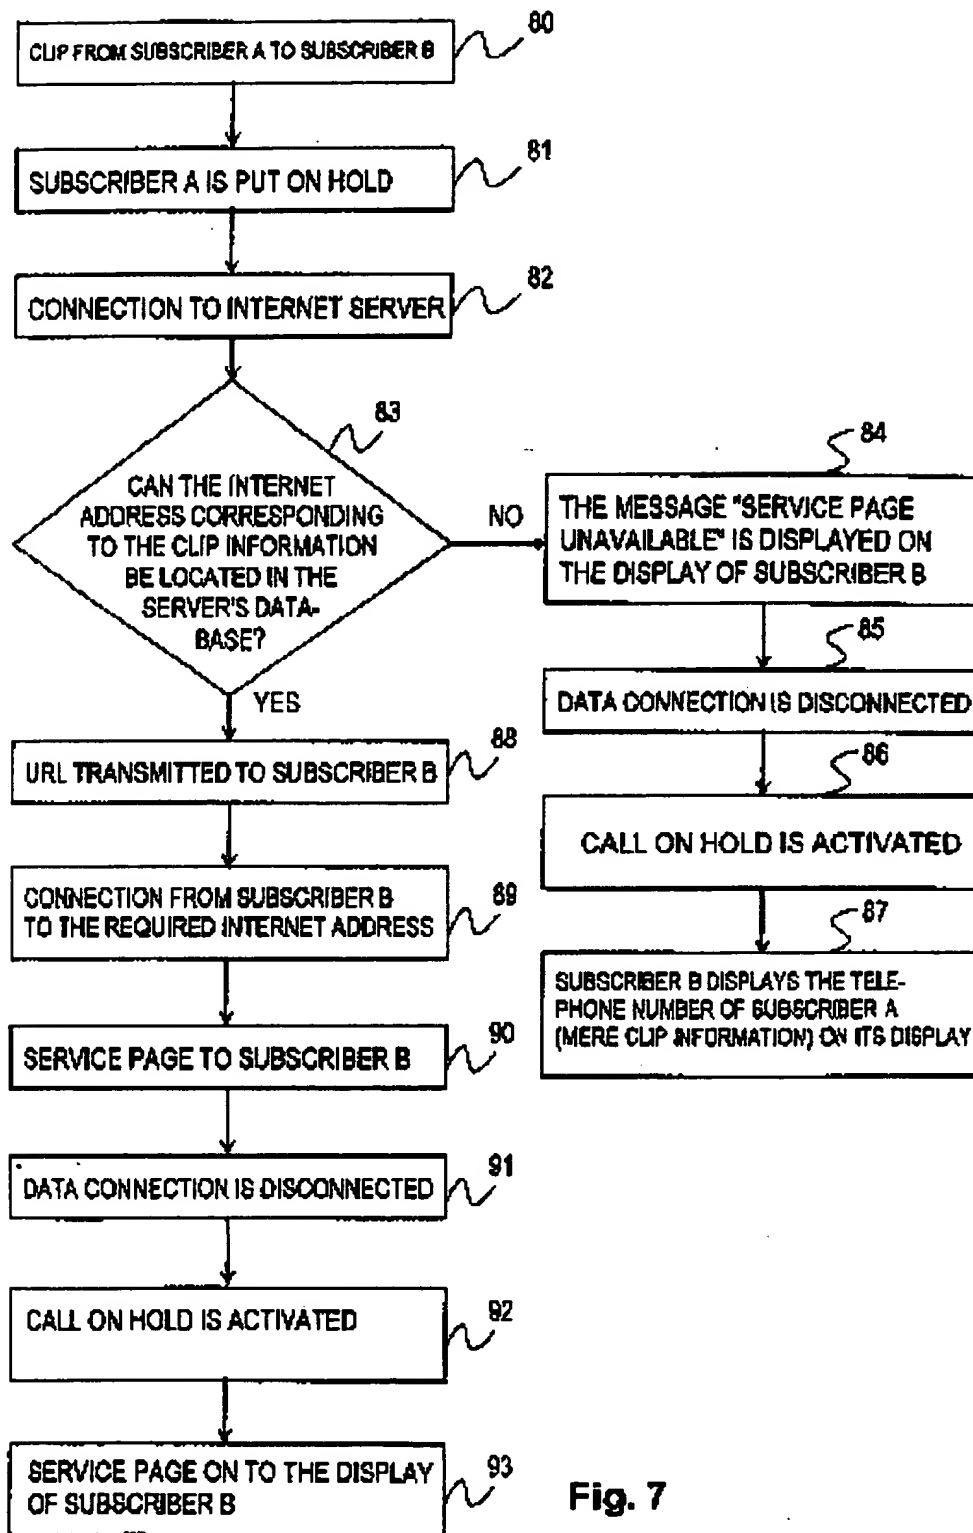 80
CLIP FROM SUBSCRIBER A TO SUBSCRIBER B
81
SUBSCRIBER A IS PUT ON HOLD
82
CONNECTION TO INTERNET SERVER
83
CAN THE INTERNET
ADDRESS CORRESPONDING
TO THE CLIP INFORMATION
BE LOCATED IN THE
SERVER'S DATA-
BASE?
NO
YES
84
THE MESSAGE "SERVICE PAGE
UNAVAILABLE" IS DISPLAYED ON
THE DISPLAY OF SUBSCRIBER B
85
DATA CONNECTION IS DISCONNECTED
86
CALL ON HOLD IS ACTIVATED
87
SUBSCRIBER B DISPLAYS THE TELE-
PHONE NUMBER OF SUBSCRIBER A
(MERE CLIP INFORMATION) ON ITS DISPLAY
88
URL TRANSMITTED TO SUBSCRIBER B
89
CONNECTION FROM SUBSCRIBER B
TO THE REQUIRED INTERNET ADDRESS
90
SERVICE PAGE TO SUBSCRIBER B
91
DATA CONNECTION IS DISCONNECTED
92
CALL ON HOLD IS ACTIVATED
93
SERVICE PAGE ON TO THE DISPLAY
OF SUBSCRIBER B
Fig. 7